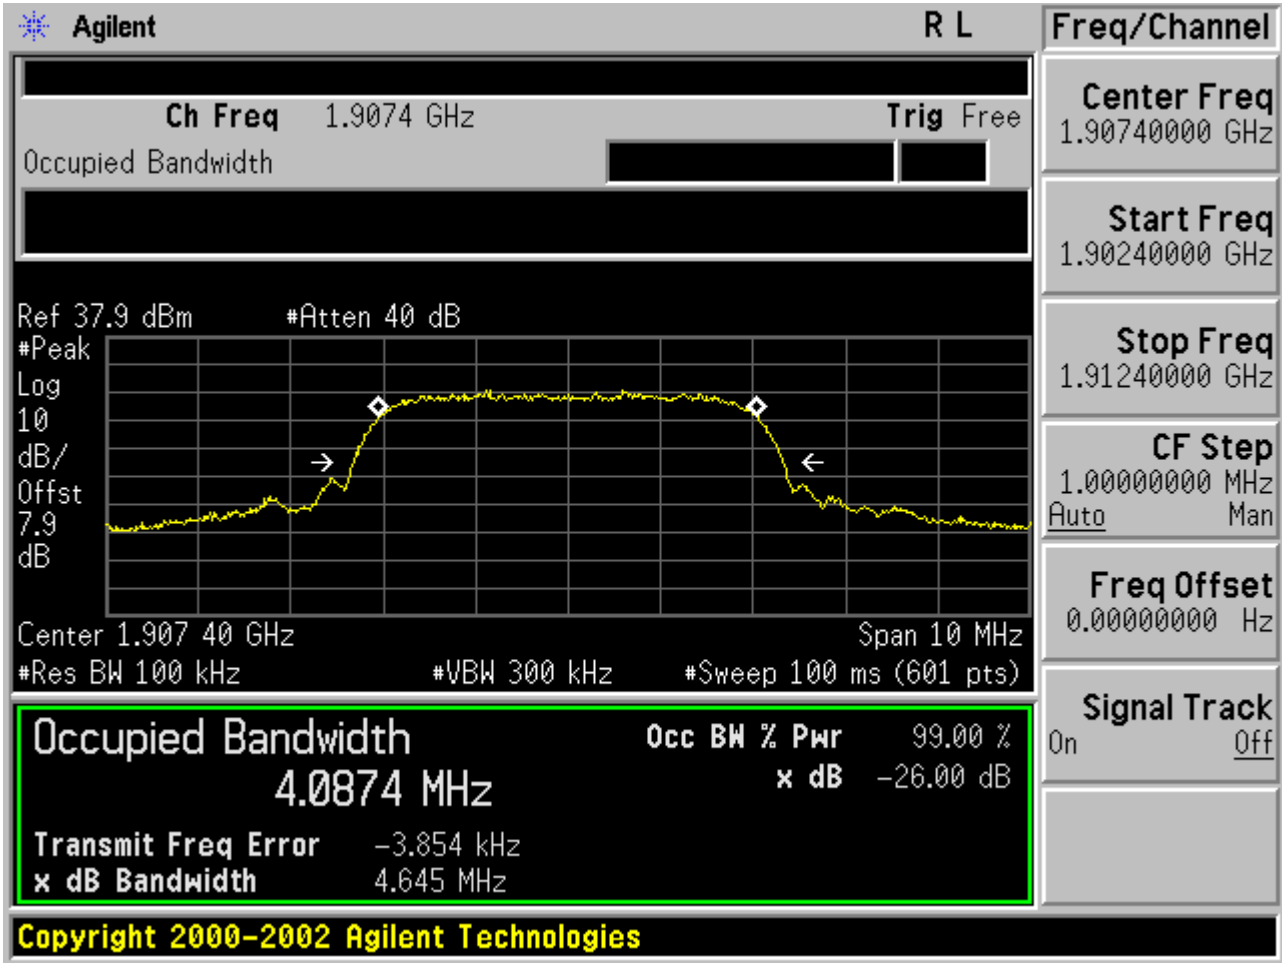 Agilent R L Freq/Channel
Ch Freq 1.9074 GHz Trig Free
Occupied Bandwidth
Center Freq
1.90740000 GHz
Start Freq
1.90240000 GHz
Stop Freq
1.91240000 GHz
CF Step
1.00000000 MHz
Auto Man
Freq Offset
0.00000000 Hz
Signal Track
On Off
Ref 37.9 dBm #Atten 40 dB
#Peak
Log
10
dB/
Offst
7.9
dB
Center 1.907 40 GHz Span 10 MHz
#Res BW 100 kHz #VBW 300 kHz #Sweep 100 ms (601 pts)
Occupied Bandwidth Occ BW % Pwr 99.00 %
4.0874 MHz x dB -26.00 dB
Transmit Freq Error -3.854 kHz
x dB Bandwidth 4.645 MHz
Copyright 2000-2002 Agilent Technologies